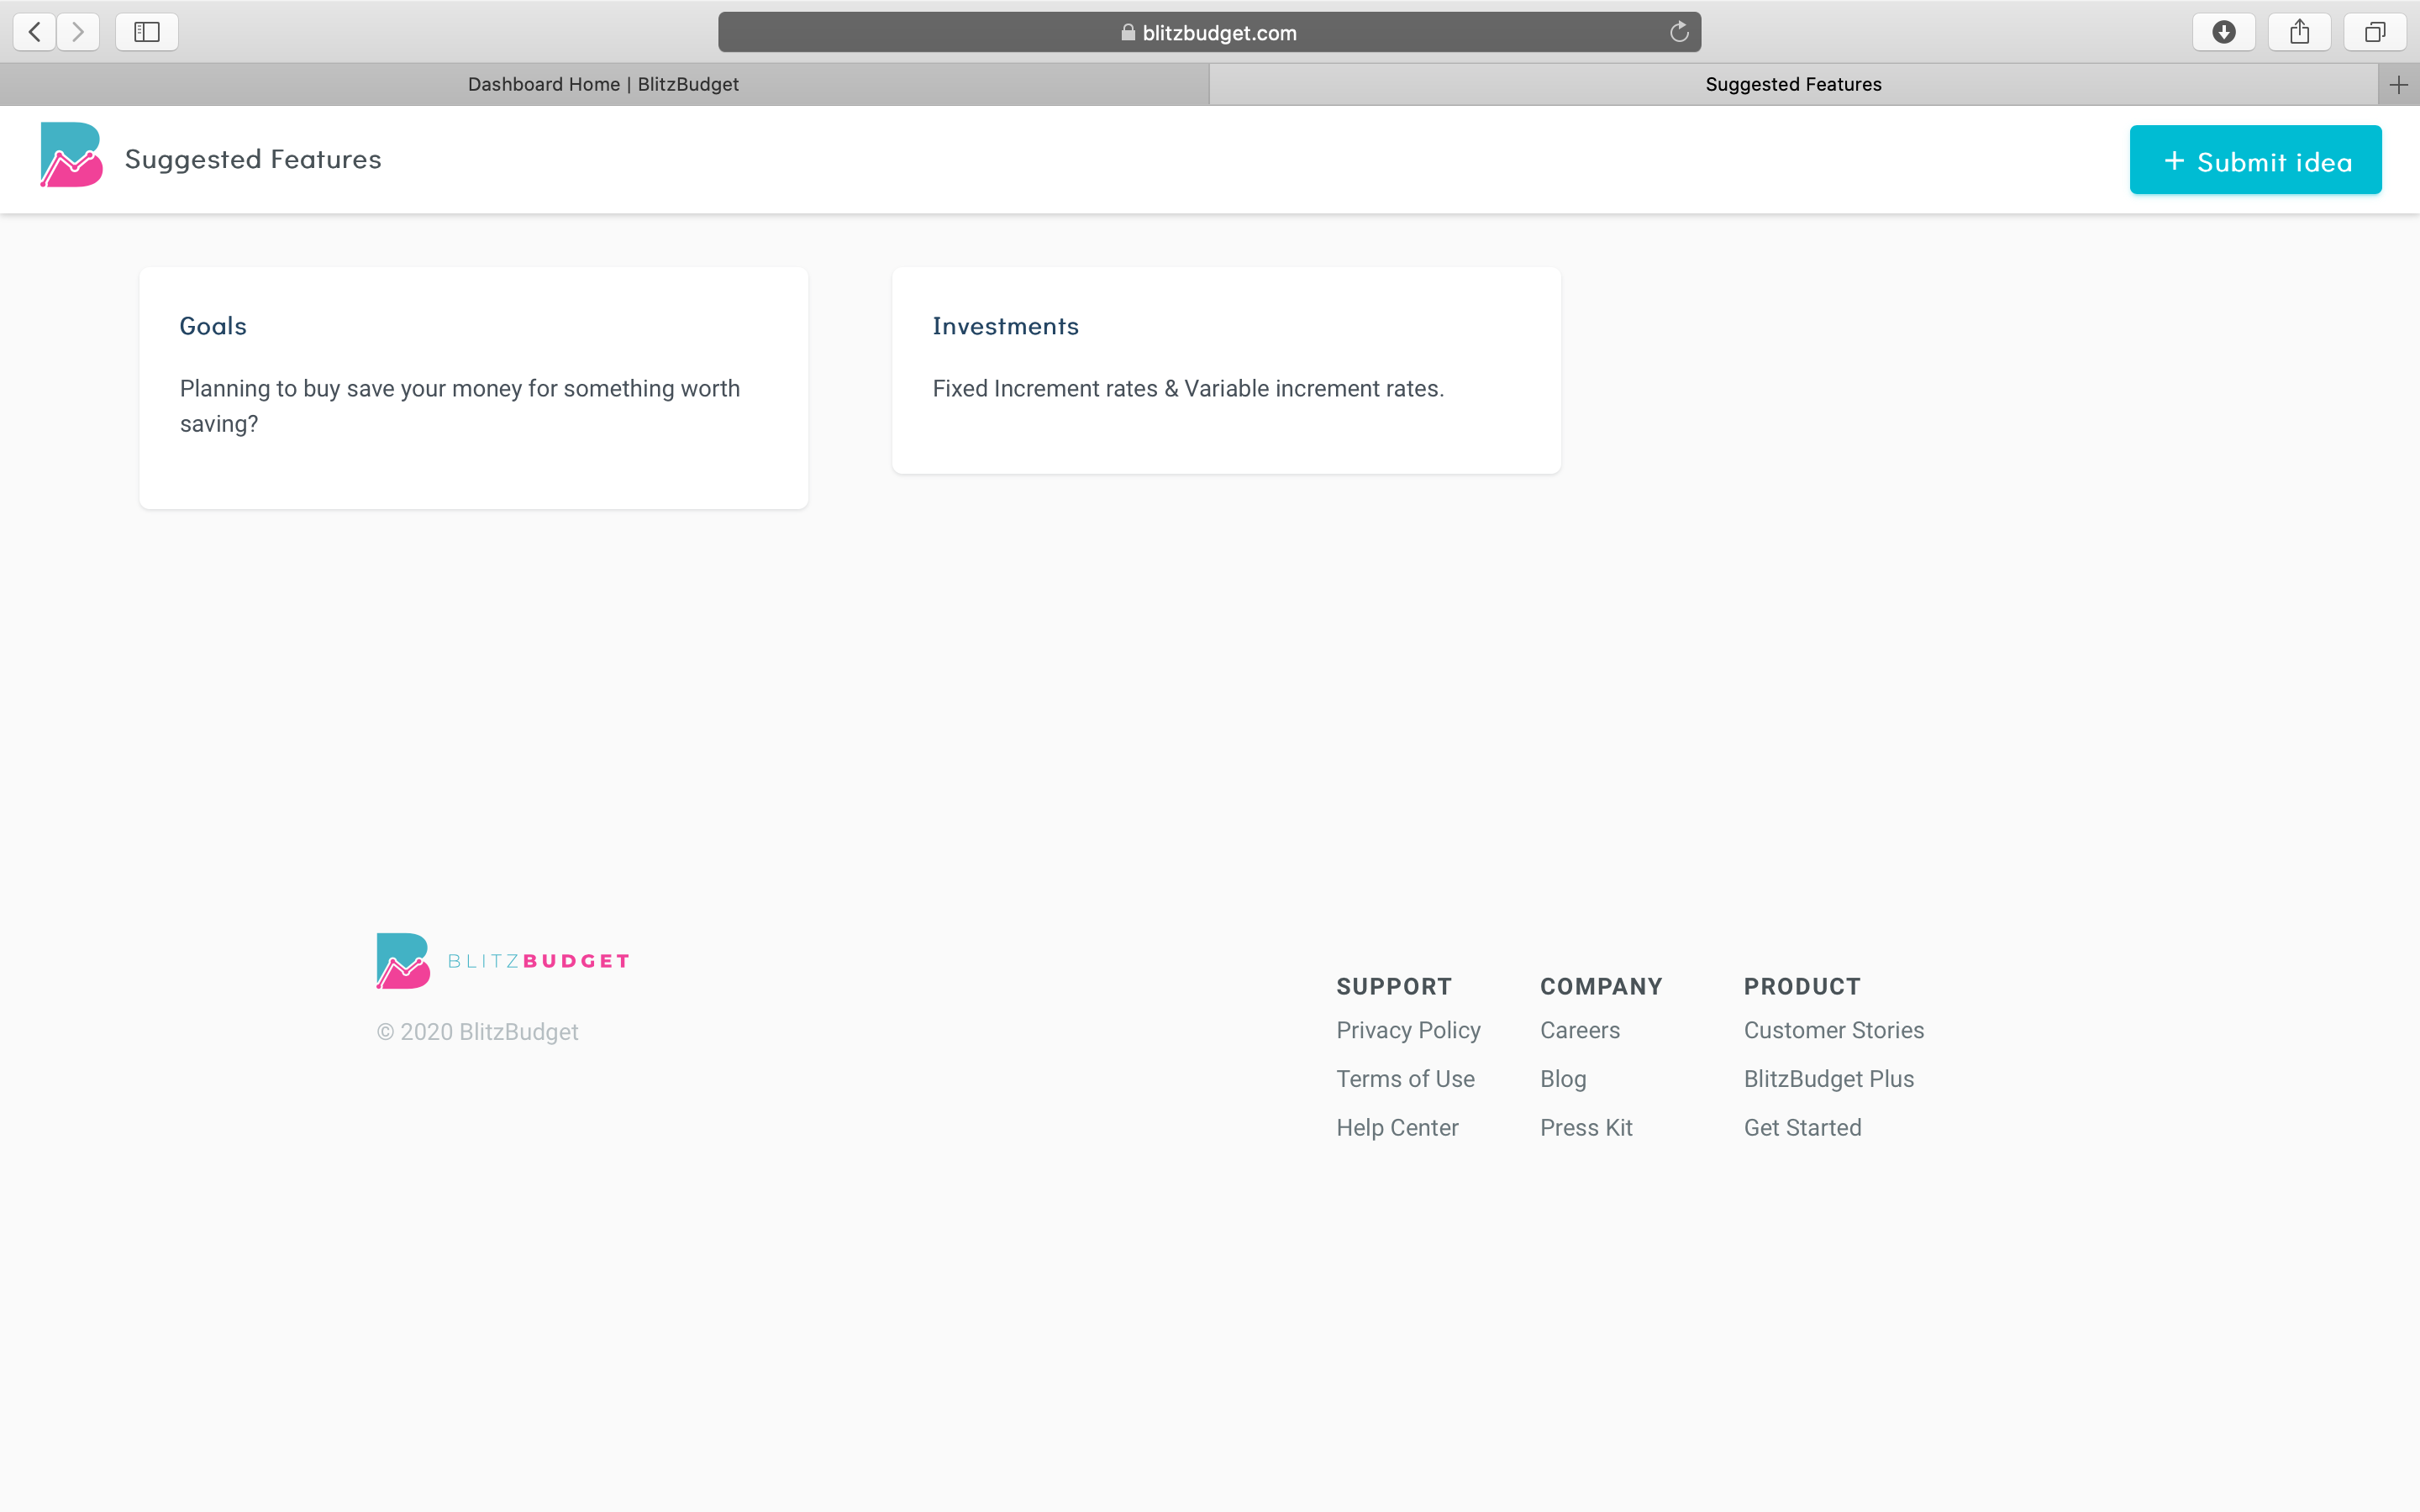 blitzbudget.com
Dashboard Home | BlitzBudget
Suggested Features
Suggested Features
+ Submit idea
Goals
Planning to buy save your money for something worth
saving?
Investments
Fixed Increment rates & Variable increment rates.
BLITZBUDGET
© 2020 BlitzBudget
SUPPORT
Privacy Policy
Terms of Use
Help Center
COMPANY
Careers
Blog
Press Kit
PRODUCT
Customer Stories
BlitzBudget Plus
Get Started